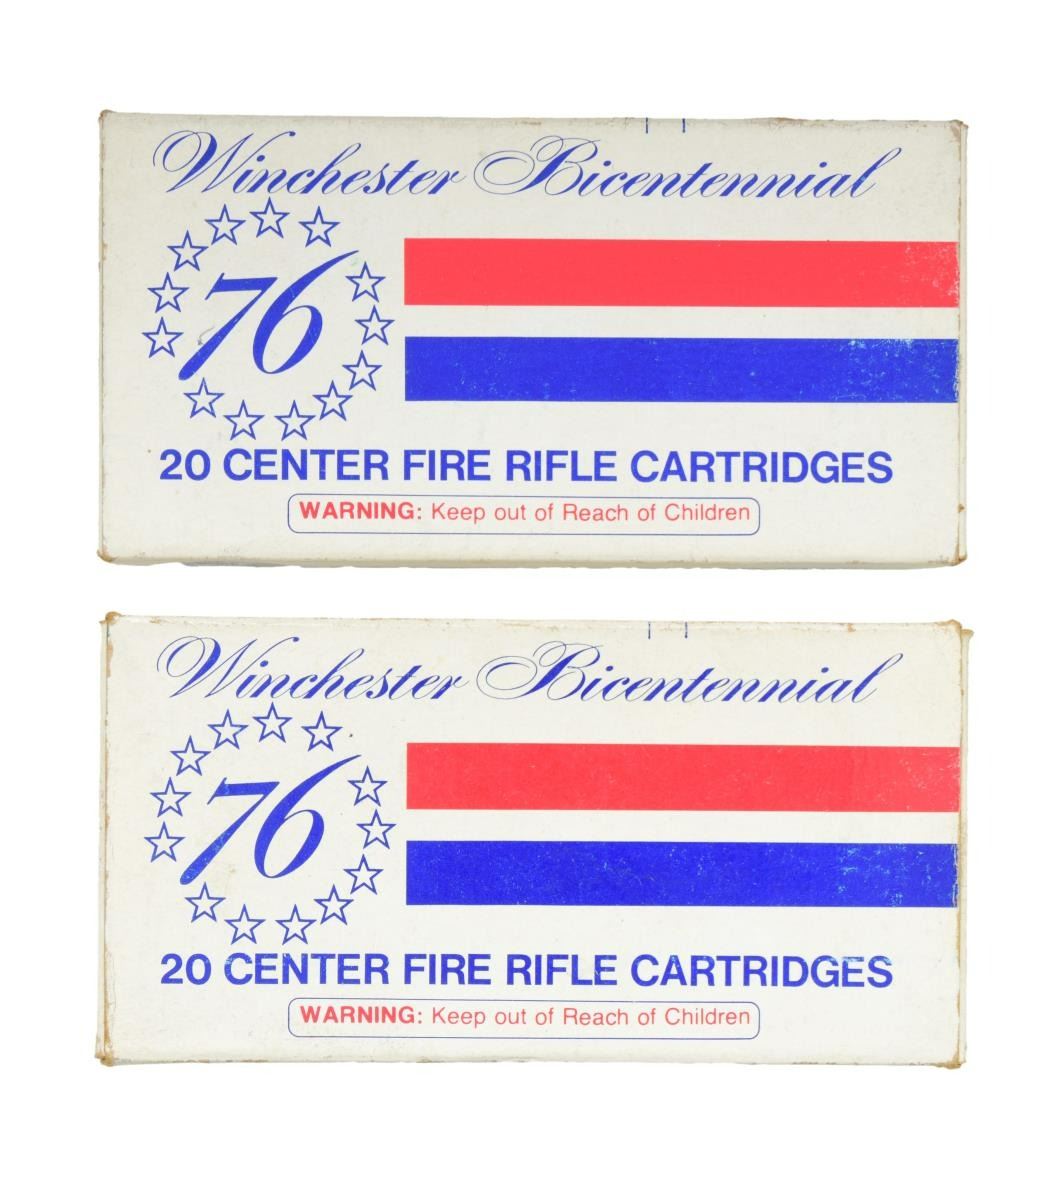 Winchester Bicentennial
76
20 CENTER FIRE RIFLE CARTRIDGES
WARNING: Keep out of Reach of Children
Winchester Bicentennial
76
20 CENTER FIRE RIFLE CARTRIDGES
WARNING: Keep out of Reach of Children